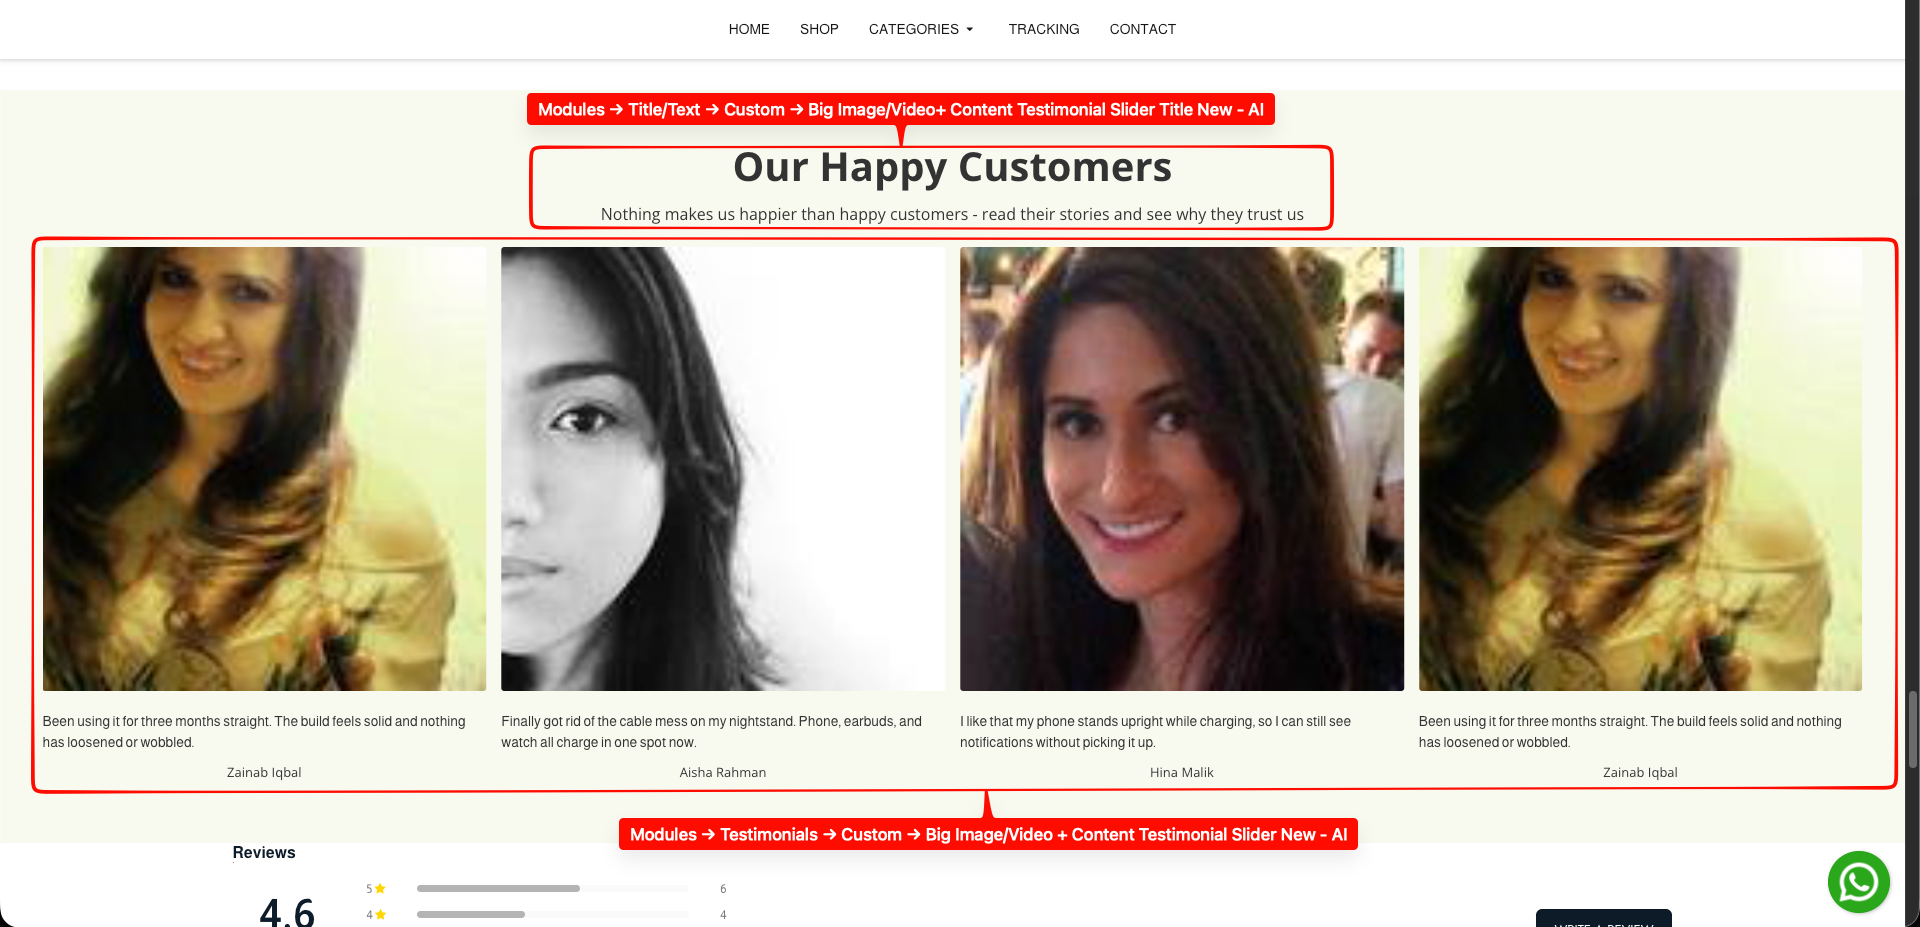 HOME SHOP CATEGORIES TRACKING CONTACT
Modules → Title/Text → Custom → Big Image/Video+ Content Testimonial Slider Title New - AI
Our Happy Customers
Nothing makes us happier than happy customers - read their stories and see why they trust us
Been using it for three months straight. The build feels solid and nothing
has loosened or wobbled.
Zainab Iqbal
Finally got rid of the cable mess on my nightstand. Phone, earbuds, and
watch all charge in one spot now.
Aisha Rahman
I like that my phone stands upright while charging, so I can still see
notifications without picking it up.
Hina Malik
Been using it for three months straight. The build feels solid and nothing
has loosened or wobbled.
Zainab Iqbal
Modules → Testimonials → Custom → Big Image/Video + Content Testimonial Slider New - AI
Reviews
4.6
5 6
4 4
WRITE A REVIEW